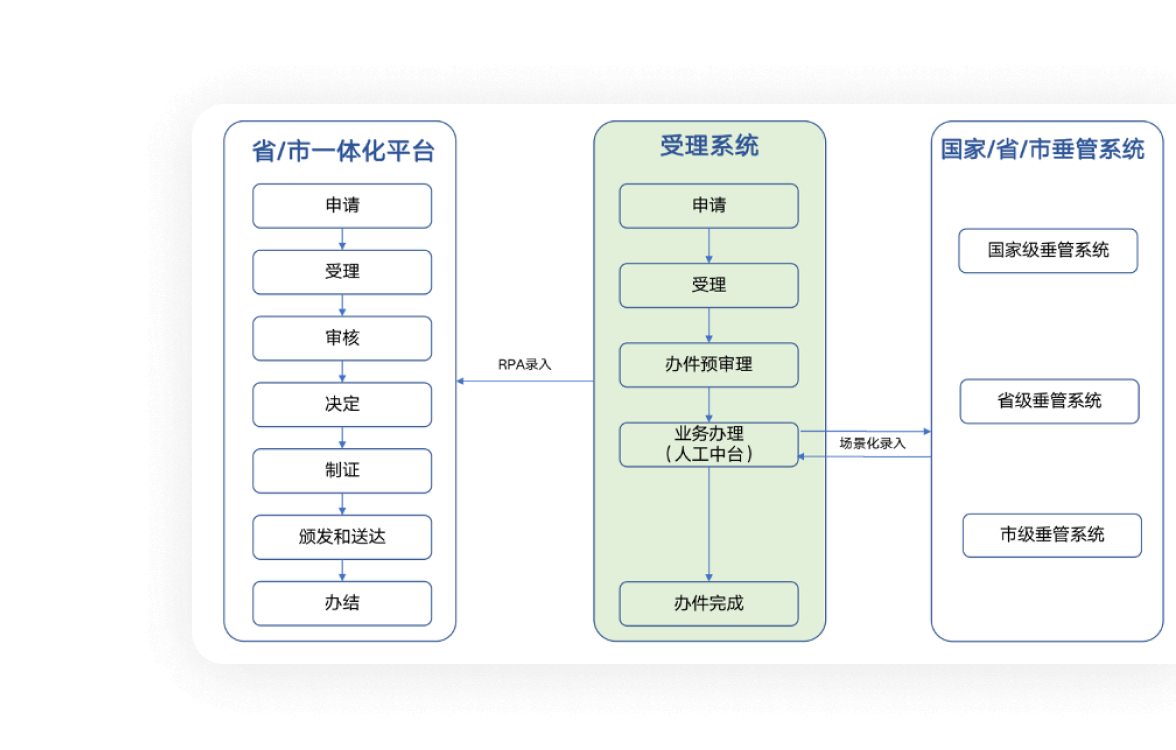 省/市一体化平台
申请
受理
审核
决定
制证
颁发和送达
办结
RPA录入
受理系统
申请
受理
办件预审理
业务办理
（人工中台）
办件完成
场景化录入
国家/省/市垂管系统
国家级垂管系统
省级垂管系统
市级垂管系统